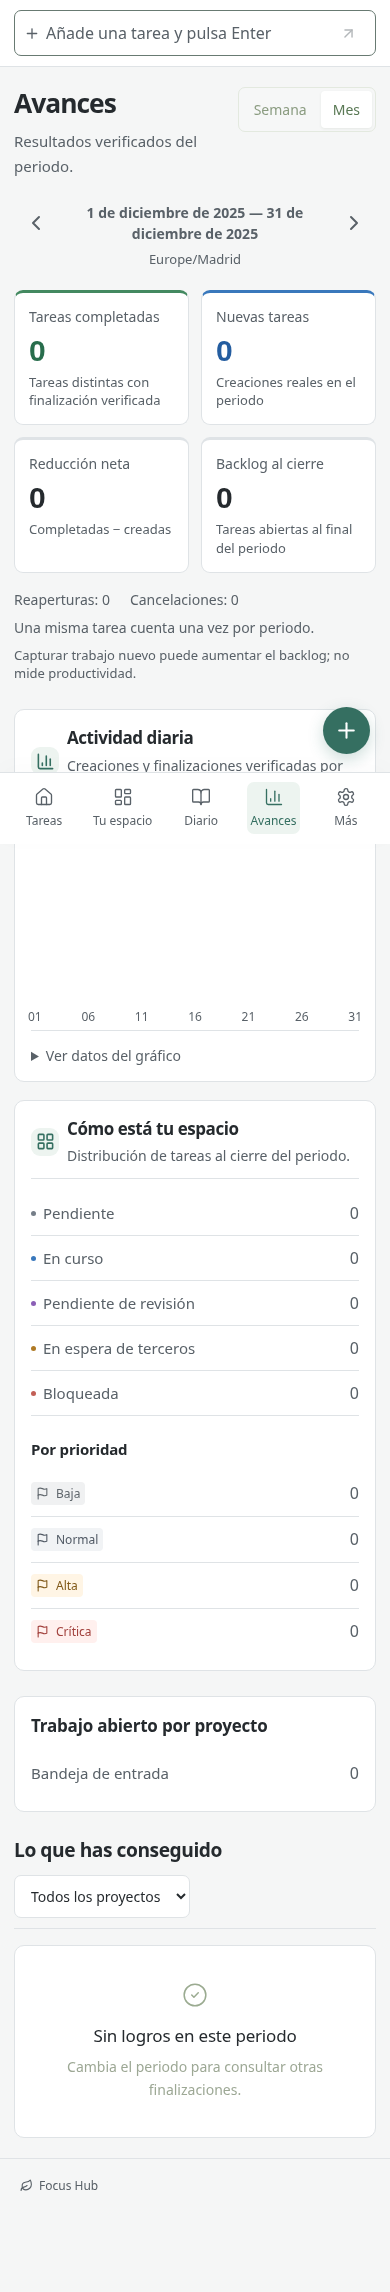 Añade una tarea y pulsa Enter
Avances
Semana
Mes
Resultados verificados del
periodo.
1 de diciembre de 2025 — 31 de
diciembre de 2025
Europe/Madrid
Tareas completadas
0
Tareas distintas con
finalización verificada
Nuevas tareas
0
Creaciones reales en el
periodo
Reducción neta
0
Completadas − creadas
Backlog al cierre
0
Tareas abiertas al final
del periodo
Reaperturas: 0 Cancelaciones: 0
Una misma tarea cuenta una vez por periodo.
Capturar trabajo nuevo puede aumentar el backlog; no
mide productividad.
Actividad diaria
Creaciones y finalizaciones verificadas por
Tareas
Tu espacio
Diario
Avances
Más
01 06 11 16 21 26 31
Ver datos del gráfico
Cómo está tu espacio
Distribución de tareas al cierre del periodo.
Pendiente 0
En curso 0
Pendiente de revisión 0
En espera de terceros 0
Bloqueada 0
Por prioridad
Baja 0
Normal 0
Alta 0
Crítica 0
Trabajo abierto por proyecto
Bandeja de entrada 0
Lo que has conseguido
Todos los proyectos
Sin logros en este periodo
Cambia el periodo para consultar otras
finalizaciones.
Focus Hub